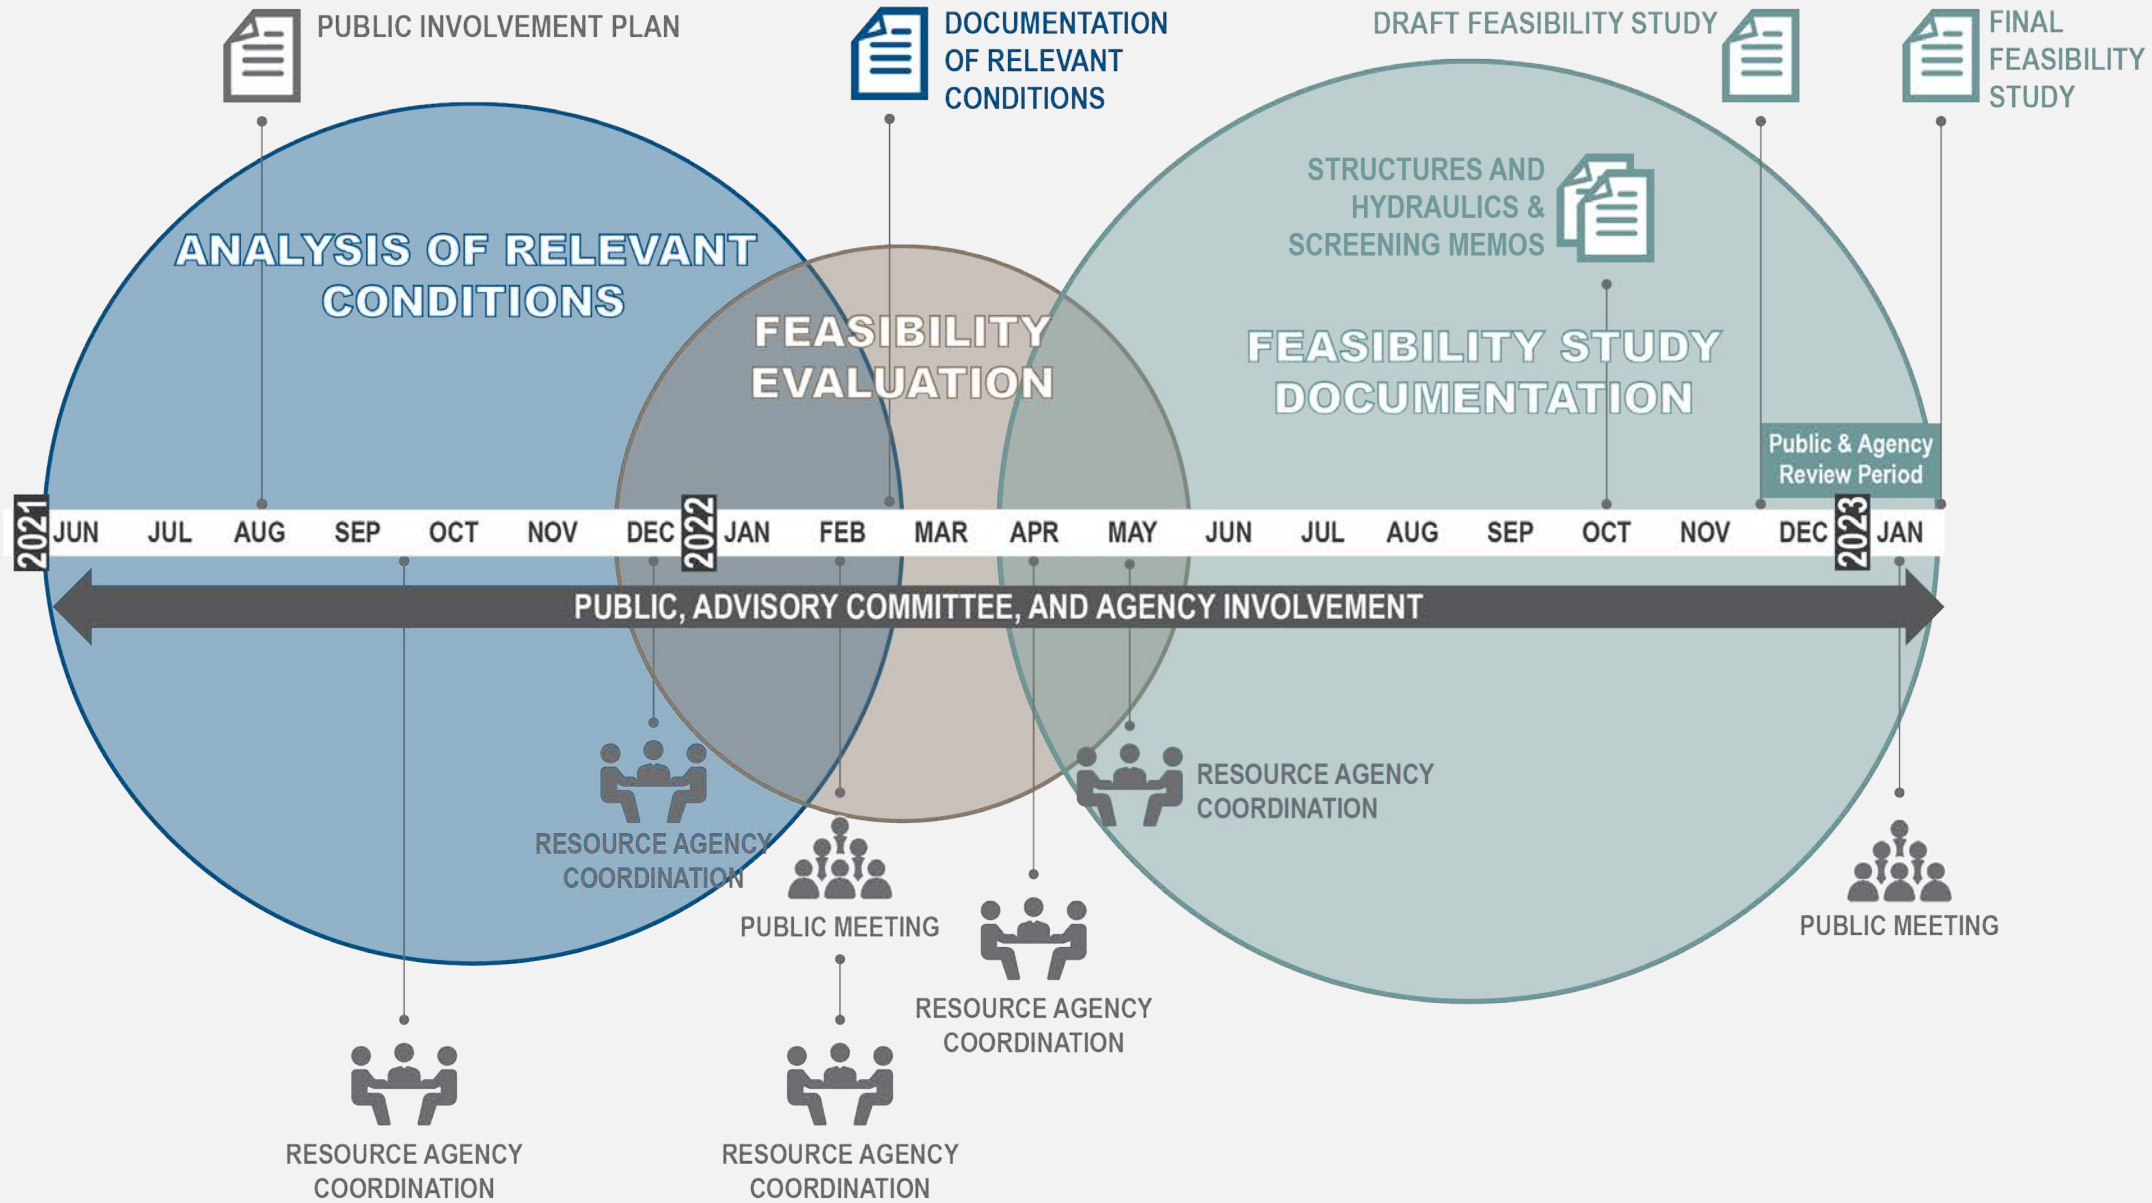 PUBLIC INVOLVEMENT PLAN
DOCUMENTATION
OF RELEVANT
CONDITIONS
DRAFT FEASIBILITY STUDY
FINAL
FEASIBILITY
STUDY
STRUCTURES AND
HYDRAULICS &
SCREENING MEMOS
ANALYSIS OF RELEVANT
CONDITIONS
FEASIBILITY
EVALUATION
FEASIBILITY STUDY
DOCUMENTATION
Public & Agency
Review Period
2021 JUN JUL AUG SEP OCT NOV DEC 2022 JAN FEB MAR APR MAY JUN JUL AUG SEP OCT NOV DEC 2023 JAN
PUBLIC, ADVISORY COMMITTEE, AND AGENCY INVOLVEMENT
RESOURCE AGENCY
COORDINATION
RESOURCE AGENCY
COORDINATION
PUBLIC MEETING
PUBLIC MEETING
RESOURCE AGENCY
COORDINATION
RESOURCE AGENCY
COORDINATION
RESOURCE AGENCY
COORDINATION